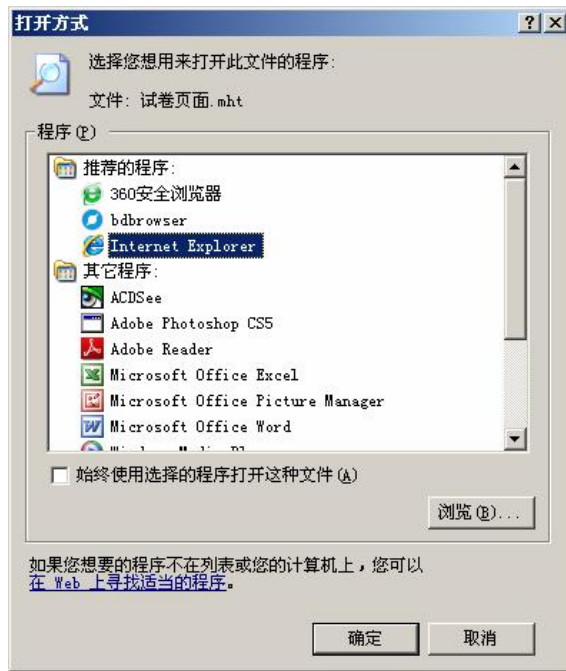 打开方式
选择您想用来打开此文件的程序:
文件: 试卷页面.mht
程序(P)
推荐的程序:
360安全浏览器
bdbrowser
Internet Explorer
其它程序:
ACDSee
Adobe Photoshop CS5
Adobe Reader
Microsoft Office Excel
Microsoft Office Picture Manager
Microsoft Office Word
始终使用选择的程序打开这种文件(A)
浏览(B)...
如果您想要的程序不在列表或您的计算机上，您可以
在 Web 上寻找适当的程序。
确定 取消